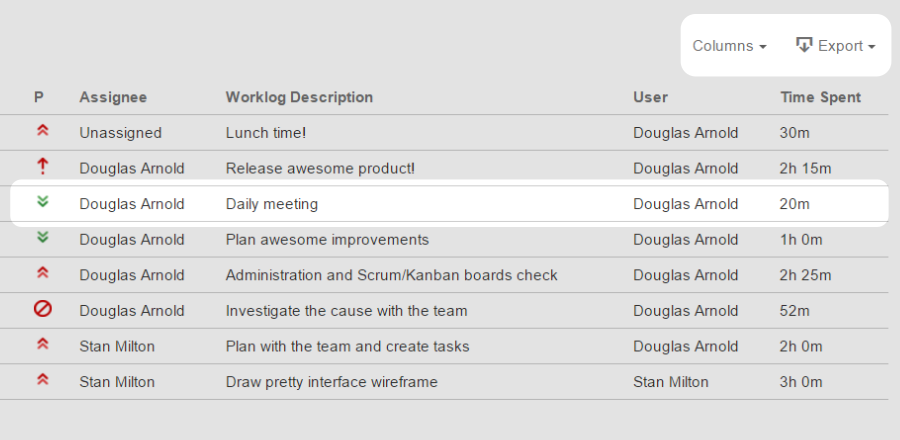 Columns Export
P Assignee Worklog Description User Time Spent
Unassigned Lunch time! Douglas Arnold 30m
Douglas Arnold Release awesome product! Douglas Arnold 2h 15m
Douglas Arnold Daily meeting Douglas Arnold 20m
Douglas Arnold Plan awesome improvements Douglas Arnold 1h 0m
Douglas Arnold Administration and Scrum/Kanban boards check Douglas Arnold 2h 25m
Douglas Arnold Investigate the cause with the team Douglas Arnold 52m
Stan Milton Plan with the team and create tasks Douglas Arnold 2h 0m
Stan Milton Draw pretty interface wireframe Stan Milton 3h 0m